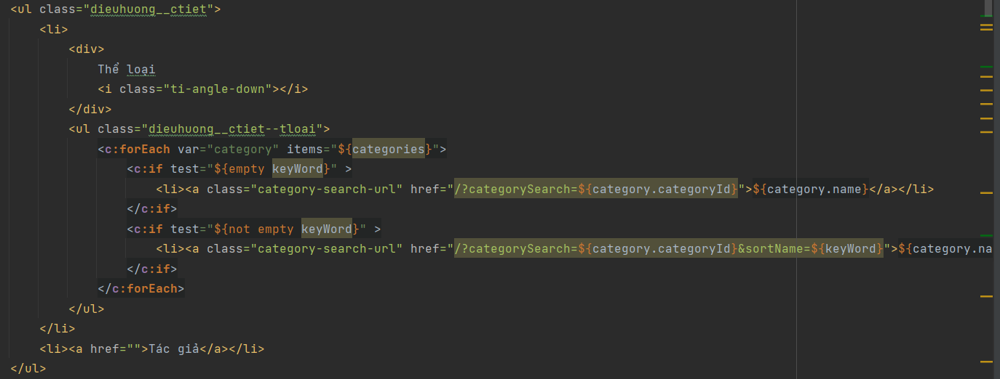 <ul class="dieuhuong__ctiet">
<li>
<div>
Thể loại
<i class="ti-angle-down"></i>
</div>
<ul class="dieuhuong__ctiet--tloai">
<c:forEach var="category" items="${categories}">
<c:if test="${empty keyWord}" >
<li><a class="category-search-url" href="/?categorySearch=${category.categoryId}">${category.name}</a></li>
</c:if>
<c:if test="${not empty keyWord}" >
<li><a class="category-search-url" href="/?categorySearch=${category.categoryId}&sortName=${keyWord}">${category.na
</c:if>
</c:forEach>
</ul>
</li>
<li><a href="">Tác giả</a></li>
</ul>